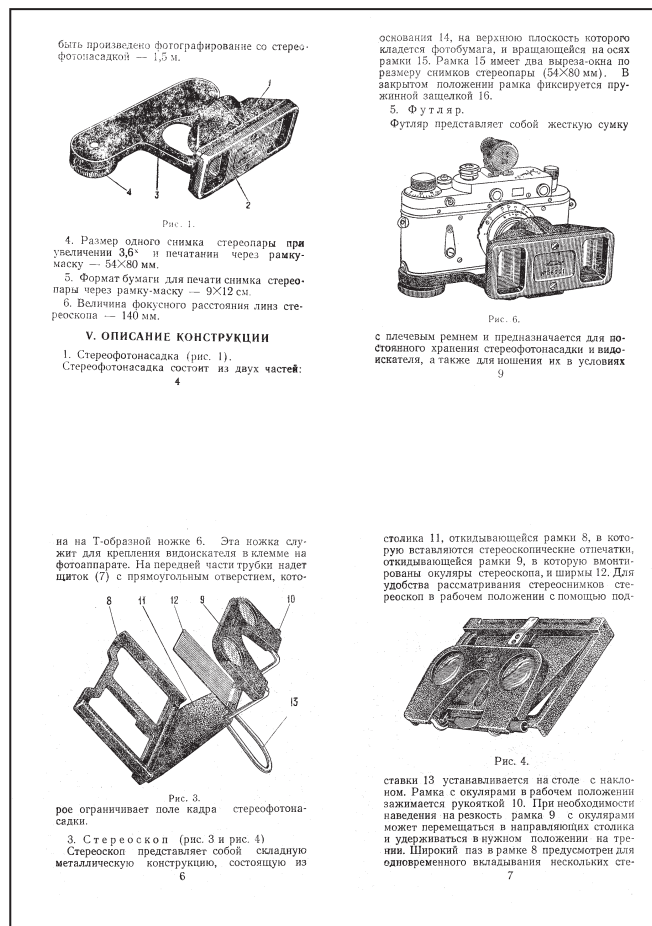 быть произведено фотографирование со стерео-
фотонасадкой — 1,5 м.
1
4
3
2
Рис. 1.
4. Размер одного снимка стереопары при
увеличении 3,6ˣ и печатании через рамку-
маску — 54×80 мм.
5. Формат бумаги для печати снимка стерео-
пары через рамку-маску — 9×12 см.
6. Величина фокусного расстояния линз сте-
реоскопа — 140 мм.
V. ОПИСАНИЕ КОНСТРУКЦИИ
1. Стереофотонасадка (рис. 1).
Стереофотонасадка состоит из двух частей:
4
основания 14, на верхнюю плоскость которого
кладется фотобумага, и вращающейся на осях
рамки 15. Рамка 15 имеет два выреза-окна по
размеру снимков стереопары (54×80 мм). В
закрытом положении рамка фиксируется пру-
жинной защелкой 16.
5. Футляр.
Футляр представляет собой жесткую сумку
Рис. 6.
с плечевым ремнем и предназначается для по-
стоянного хранения стереофотонасадки и видо-
искателя, а также для ношения их в условиях
9
на на Т-образной ножке 6. Эта ножка слу-
жит для крепления видоискателя в клемме на
фотоаппарате. На передней части трубки надет
щиток (7) с прямоугольным отверстием, кото-
8
11
12
9
10
13
Рис. 3.
рое ограничивает поле кадра стереофотона-
садки.
3. Стереоскоп (рис. 3 и рис. 4)
Стереоскоп представляет собой складную
металлическую конструкцию, состоящую из
6
столика 11, откидывающейся рамки 8, в кото-
рую вставляются стереоскопические отпечатки,
откидывающейся рамки 9, в которую вмонти-
рованы окуляры стереоскопа, и ширмы 12. Для
удобства рассматривания стереоснимков сте-
реоскоп в рабочем положении с помощью под-
Рис. 4.
ставки 13 устанавливается на столе с накло-
ном. Рамка с окулярами в рабочем положении
зажимается рукояткой 10. При необходимости
наведения на резкость рамка 9 с окулярами
может перемещаться в направляющих столика
и удерживаться в нужном положении на тре-
нии. Широкий паз в рамке 8 предусмотрен для
одновременного вкладывания нескольких сте-
7